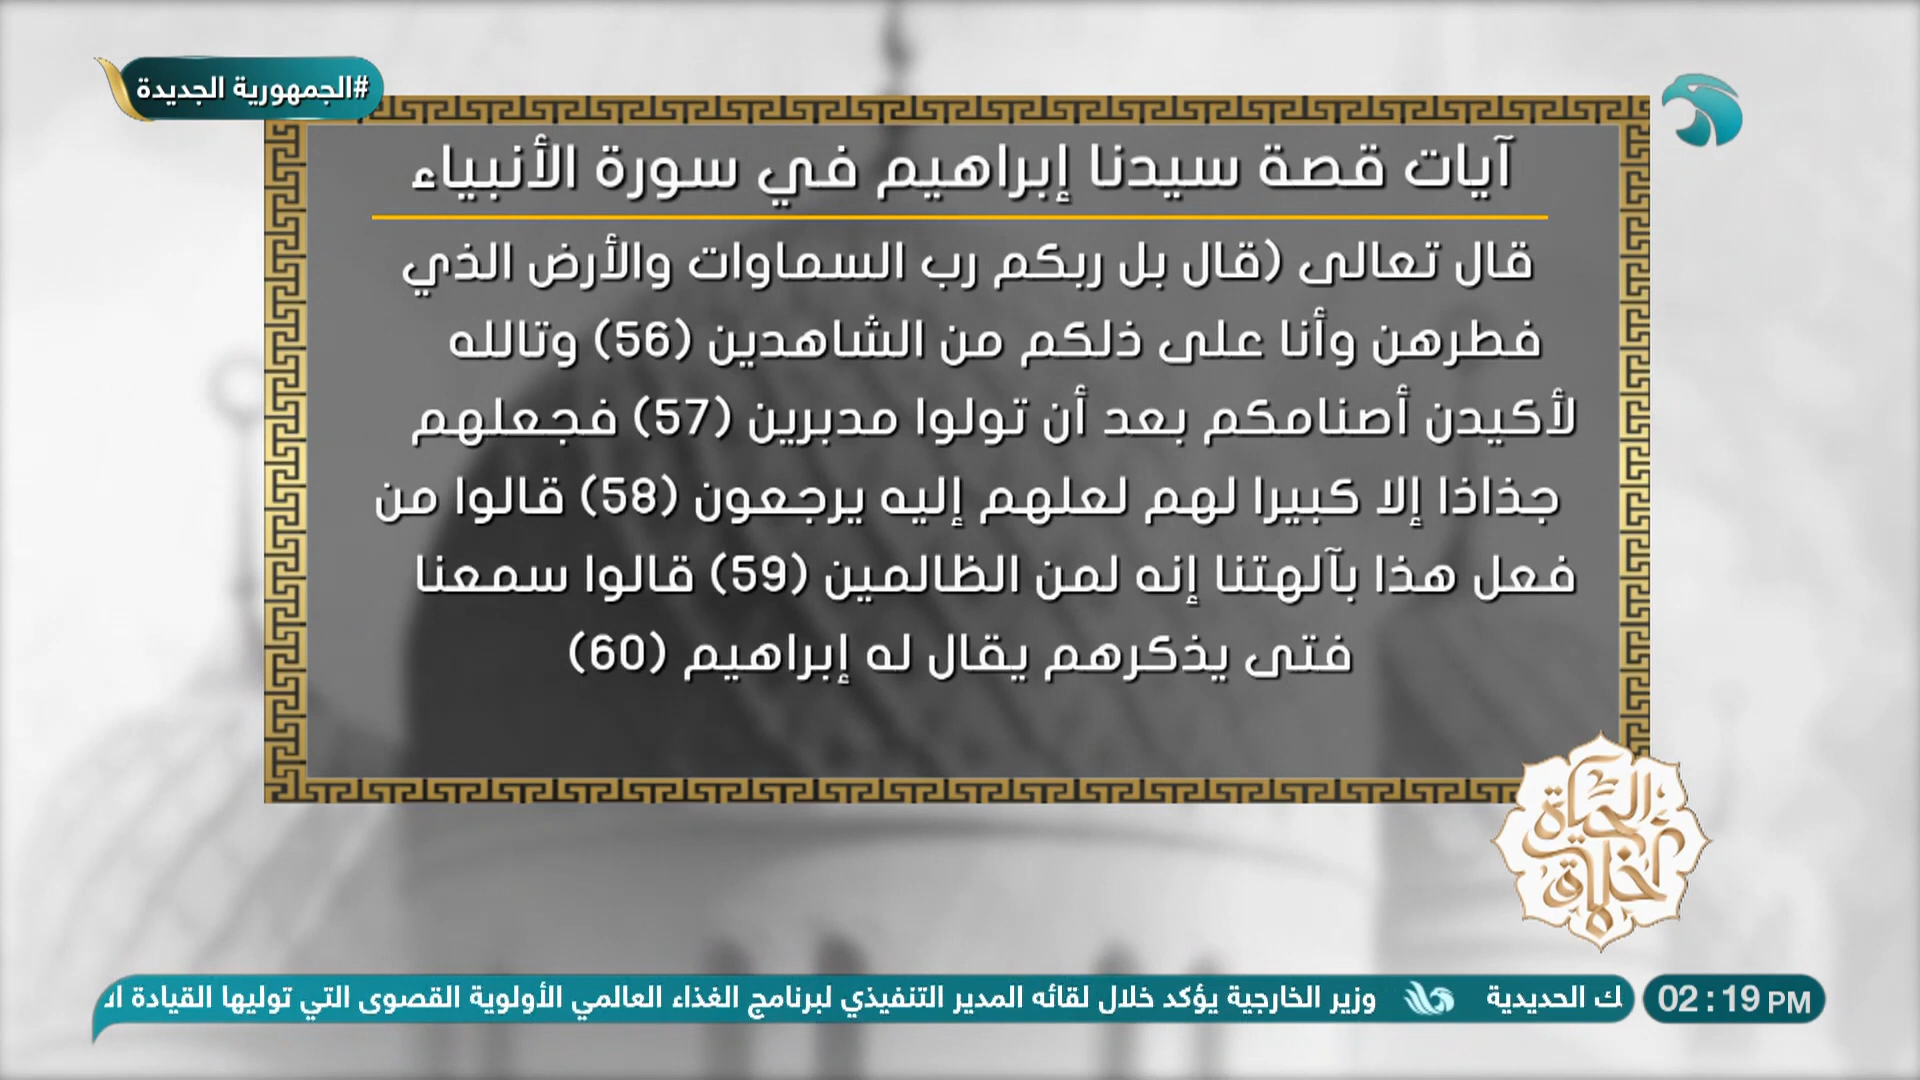 #الجمهورية الجديدة
آيات قصة سيدنا إبراهيم في سورة الأنبياء
قال تعالى (قال بل ربكم رب السماوات والأرض الذي
فطرهن وأنا على ذلكم من الشاهدين (56) وتالله
لأكيدن أصنامكم بعد أن تولوا مدبرين (57) فجعلهم
جذاذا إلا كبيرا لهم لعلهم إليه يرجعون (58) قالوا من
فعل هذا بآلهتنا إنه لمن الظالمين (59) قالوا سمعنا
فتى يذكرهم يقال له إبراهيم (60)
الحياة
أخلاق
ك الحديدية وزير الخارجية يؤكد خلال لقائه المدير التنفيذي لبرنامج الغذاء العالمي الأولوية القصوى التي توليها القيادة
02:19 PM